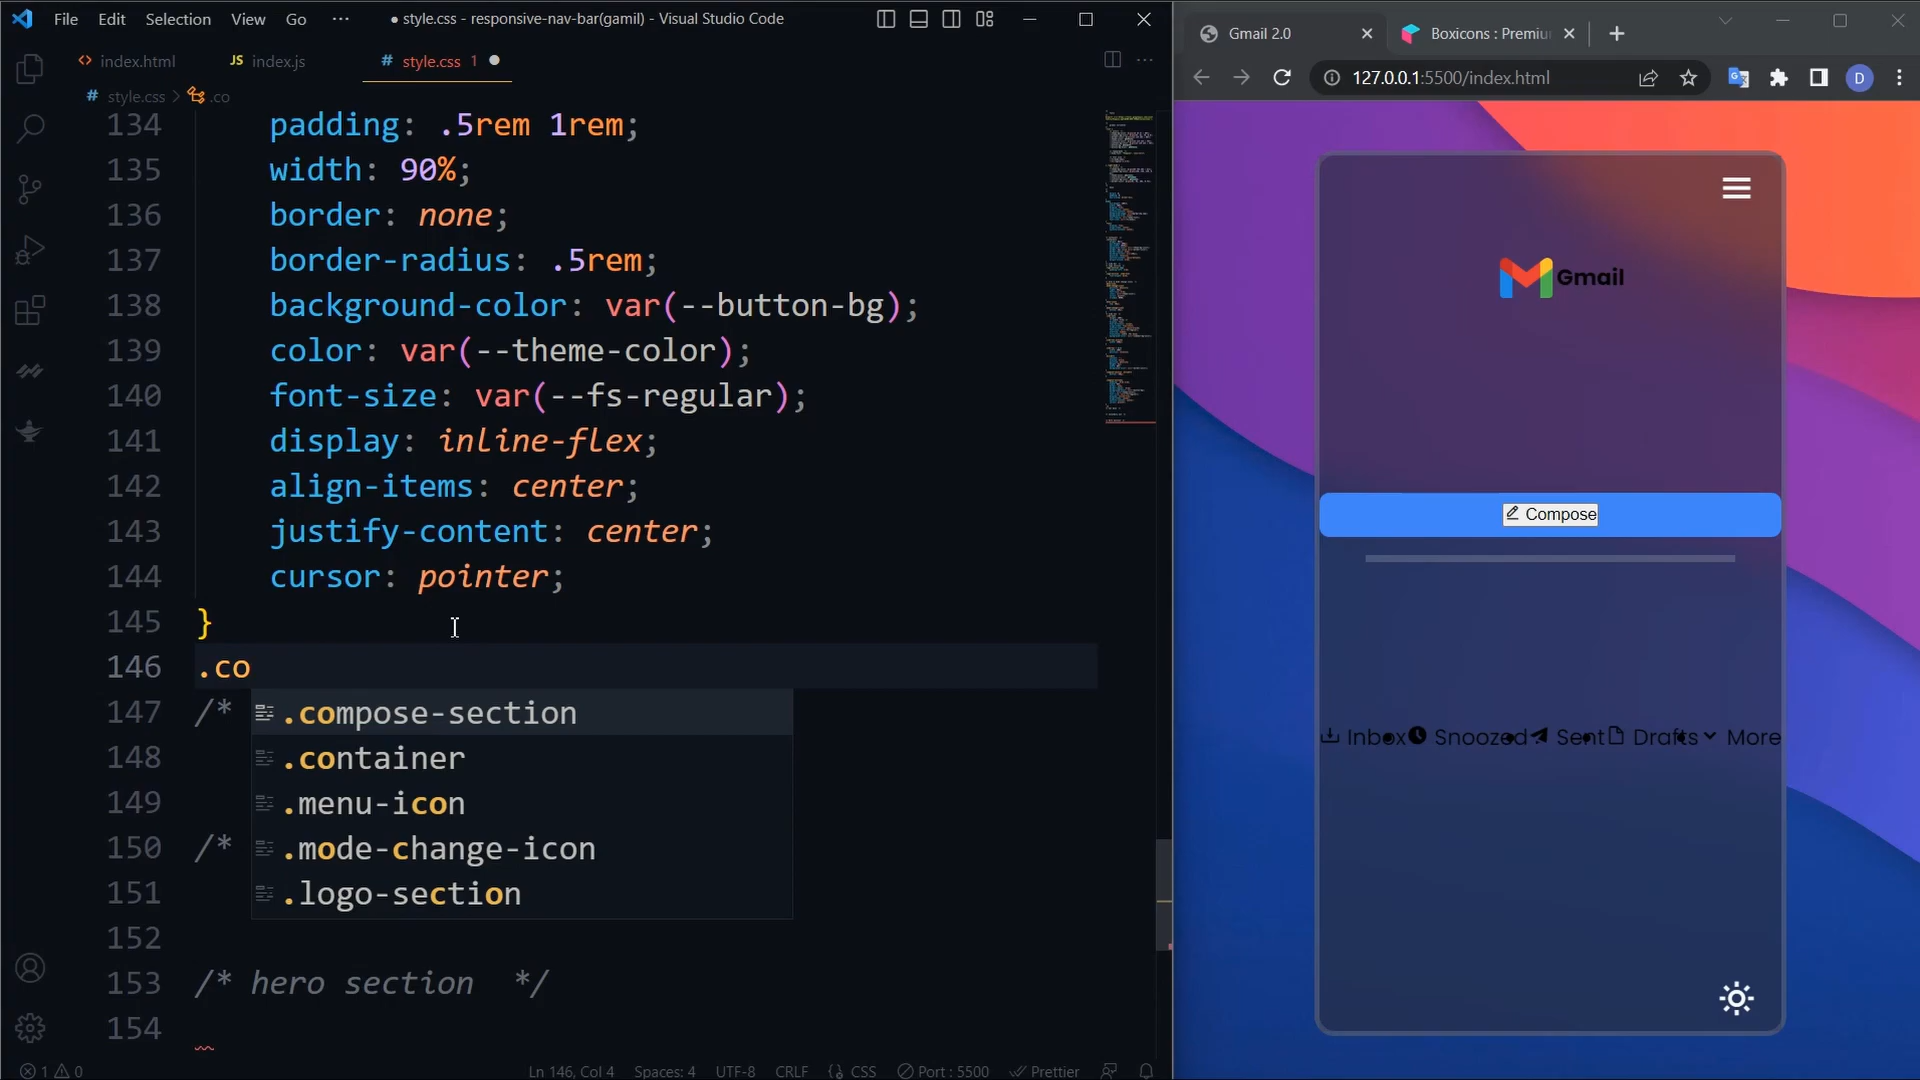 File Edit Selection View Go ··· ● style.css - responsive-nav-bar(gamil) - Visual Studio Code
index.html JS index.js # style.css 1 ●
# style.css > .co
134 padding: .5rem 1rem;
135 width: 90%;
136 border: none;
137 border-radius: .5rem;
138 background-color: var(--button-bg);
139 color: var(--theme-color);
140 font-size: var(--fs-regular);
141 display: inline-flex;
142 align-items: center;
143 justify-content: center;
144 cursor: pointer;
145 }
146 .co
147 /*
.compose-section
148
.container
149
.menu-icon
150 /*
.mode-change-icon
151
.logo-section
152
153 /* hero section */
154
1 0 Ln 146, Col 4 Spaces: 4 UTF-8 CRLF {} CSS Port : 5500 Prettier
Gmail 2.0 Boxicons : Premiu
127.0.0.1:5500/index.html D
Gmail
Compose
Inbox Snoozed Sent Drafts More